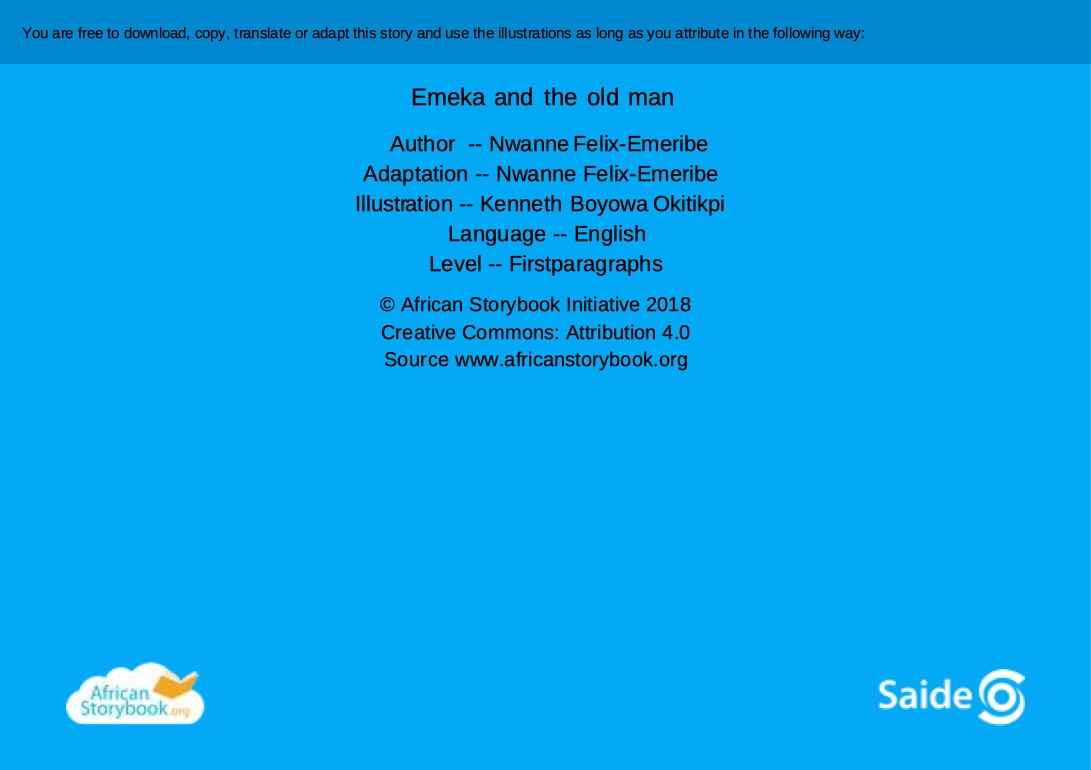 You are free to download, copy, translate or adapt this story and use the illustrations as long as you attribute in the following way:
Emeka and the old man
Author -- Nwanne Felix-Emeribe
Adaptation -- Nwanne Felix-Emeribe
Illustration -- Kenneth Boyowa Okitikpi
Language -- English
Level -- Firstparagraphs
© African Storybook Initiative 2018
Creative Commons: Attribution 4.0
Source www.africanstorybook.org
African
Storybook.org
Saide